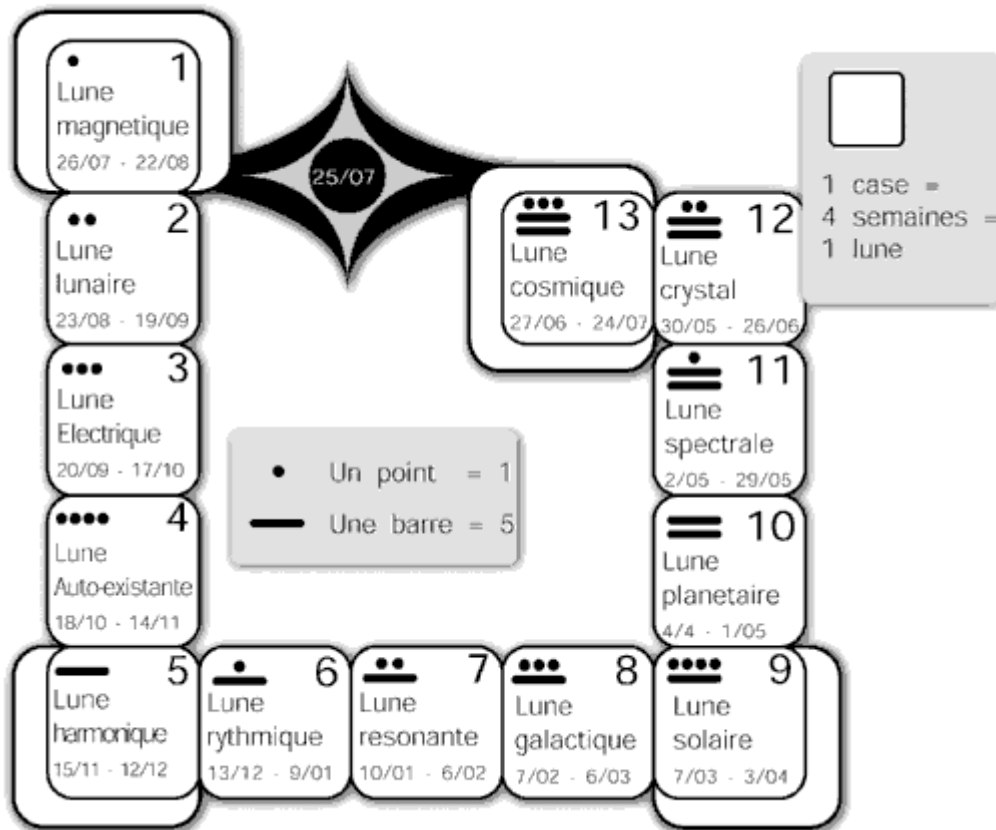 1
Lune
magnetique
26/07 - 22/08
25/07
2
Lune
lunaire
23/08 - 19/09
3
Lune
Electrique
20/09 - 17/10
4
Lune
Auto-existante
18/10 - 14/11
5
Lune
harmonique
15/11 - 12/12
6
Lune
rythmique
13/12 - 9/01
7
Lune
resonante
10/01 - 6/02
8
Lune
galactique
7/02 - 6/03
9
Lune
solaire
7/03 - 3/04
10
Lune
planetaire
4/4 - 1/05
11
Lune
spectrale
2/05 - 29/05
12
Lune
crystal
30/05 - 26/06
13
Lune
cosmique
27/06 - 24/07
1 case =
4 semaines =
1 lune
Un point = 1
Une barre = 5